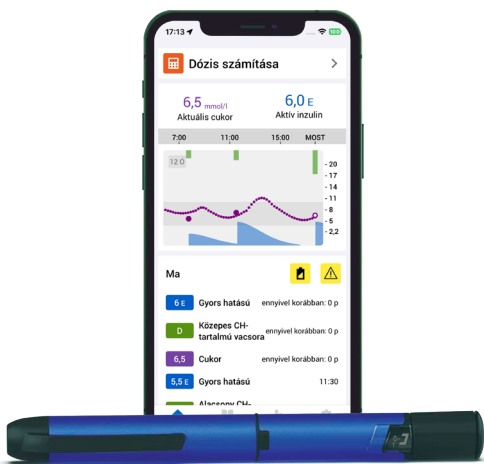 17:13
100
Dózis számítása
6,5 mmol/l
Aktuális cukor
6,0 E
Aktív inzulin
7:00 11:00 15:00 MOST
12 Ó
20
17
14
11
8
5
2,2
Ma
6 E Gyors hatású ennyivel korábban: 0 p
D Közepes CH-
tartalmú vacsora ennyivel korábban: 0 p
6,5 Cukor ennyivel korábban: 0 p
5,5 E Gyors hatású 11:30
Alacsony CH-